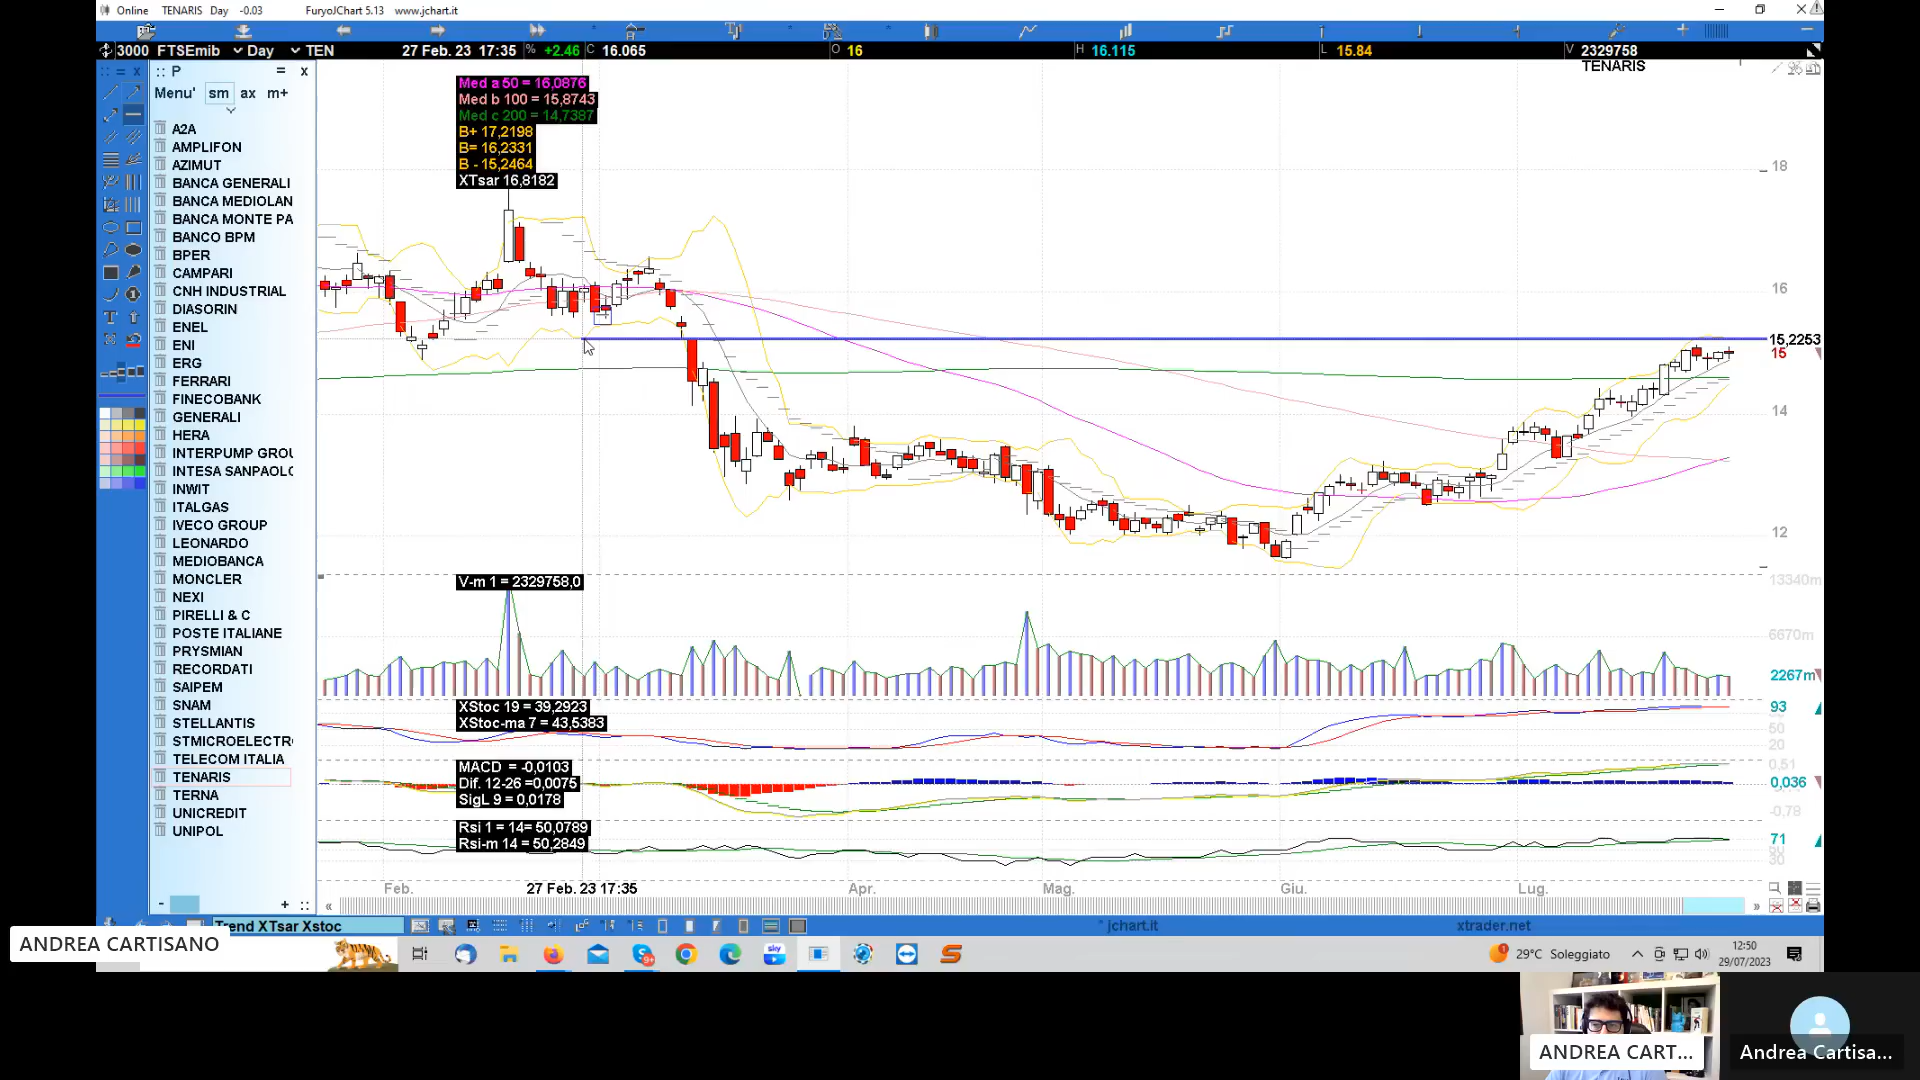 Online TENARIS Day -0.03 FuryoJChart 5.13 www.jchart.it
3000 FTSEmib Day TEN 27 Feb. 23 17:35 % +2.46 C 16.065 O 16 H 16.115 L 15.84 V 2329758
TENARIS
P = x
Menu' sm ax m+
A2A
AMPLIFON
AZIMUT
BANCA GENERALI
BANCA MEDIOLAN
BANCA MONTE PA
BANCO BPM
BPER
CAMPARI
CNH INDUSTRIAL
DIASORIN
ENEL
ENI
ERG
FERRARI
FINECOBANK
GENERALI
HERA
INTERPUMP GROU
INTESA SANPAOLO
INWIT
ITALGAS
IVECO GROUP
LEONARDO
MEDIOBANCA
MONCLER
NEXI
PIRELLI & C
POSTE ITALIANE
PRYSMIAN
RECORDATI
SAIPEM
SNAM
STELLANTIS
STMICROELECTR
TELECOM ITALIA
TENARIS
TERNA
UNICREDIT
UNIPOL
Med a 50 = 16,0876
Med b 100 = 15,8743
Med c 200 = 14,7387
B+ 17,2198
B= 16,2331
B - 15,2464
XTsar 16,8182
18
16
15,2253
15
14
12
V-m 1 = 2329758,0
13340m
6670m
2267m
XStoc 19 = 39,2923
XStoc-ma 7 = 43,5383
93
50
20
MACD = -0,0103
Dif. 12-26 =0,0075
SigL 9 = 0,0178
0,51
0,036
-0,78
Rsi 1 = 14= 50,0789
Rsi-m 14 = 50,2849
71
30
Feb. 27 Feb. 23 17:35 Apr. Mag. Giu. Lug.
- + :: « »
Trend XTsar Xstoc
jchart.it
xtrader.net
ANDREA CARTISANO
sky
9+
1
29°C Soleggiato
12:50
29/07/2023
ANDREA CART...
Andrea Cartisa...